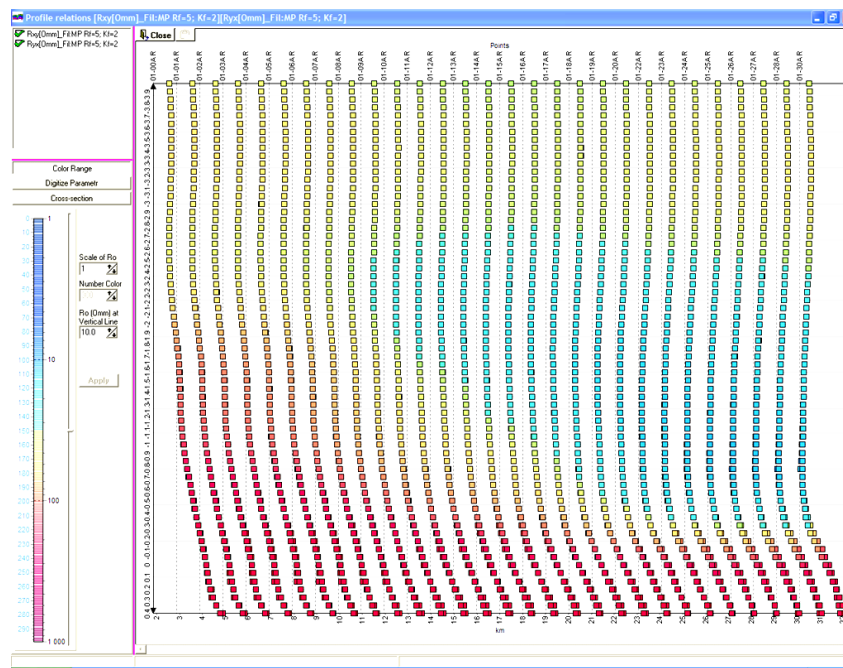 Profile relations [Rxy[Omm]_Fil:MP Rf=5; Kf=2][Ryx[Omm]_Fil:MP Rf=5; Kf=2]
Rxy[Omm]_Fil:MP Rf=5; Kf=2
Ryx[Omm]_Fil:MP Rf=5; Kf=2
Close
Points
01-00A.R 01-01A.R 01-02A.R 01-03A.R 01-04A.R 01-05A.R 01-06A.R 01-07A.R 01-08A.R 01-09A.R 01-10A.R 01-11A.R 01-12A.R 01-13A.R 01-14A.R 01-15A.R 01-16A.R 01-17A.R 01-18A.R 01-19A.R 01-20A.R 01-21A.R 01-22A.R 01-23A.R 01-24A.R 01-25A.R 01-26A.R 01-27A.R 01-28A.R 01-29A.R 01-30A.R
Color Range
Digitize Parametr
Cross-section
1
10
100
1 000
Scale of Ro
1
Number Color
Ro [Omm] at
Vertical Line
10.0
Apply
2 3 4 5 6 7 8 9 10 11 12 13 14 15 16 17 18 19 20 21 22 23 24 25 26 27 28 29 30 31
km